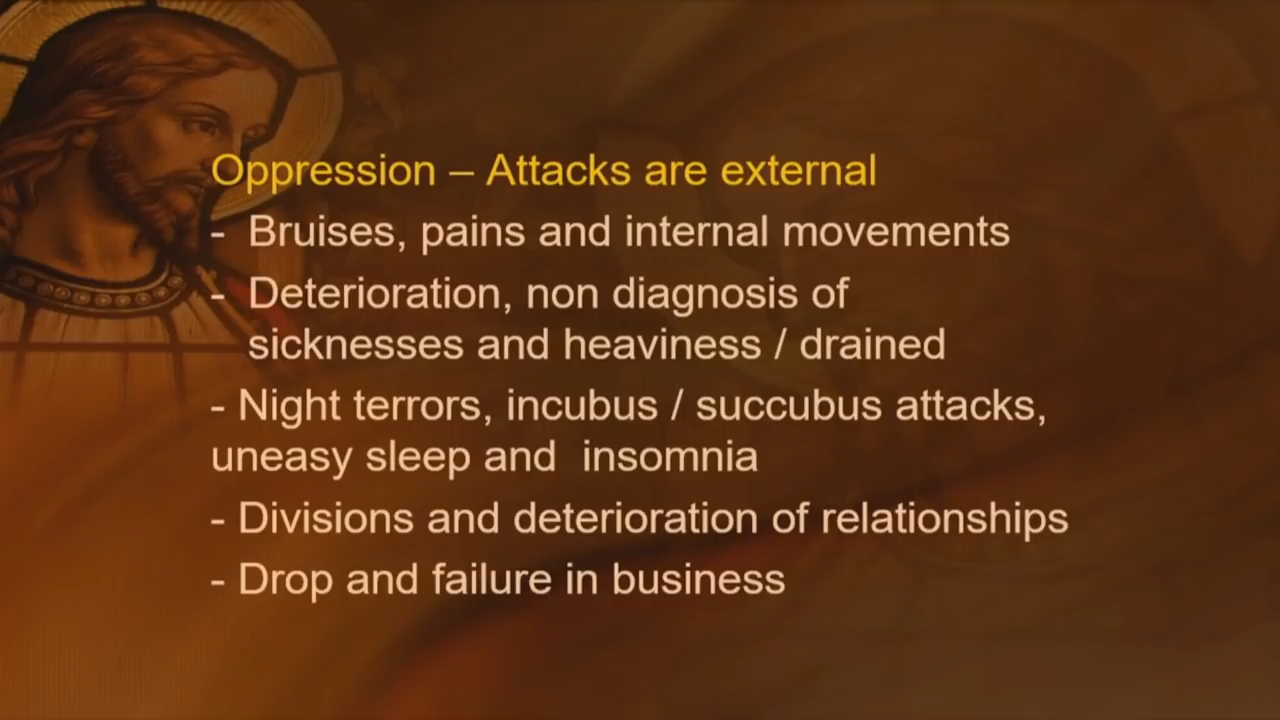 Oppression – Attacks are external
- Bruises, pains and internal movements
- Deterioration, non diagnosis of
sicknesses and heaviness / drained
- Night terrors, incubus / succubus attacks,
uneasy sleep and  insomnia
- Divisions and deterioration of relationships
- Drop and failure in business